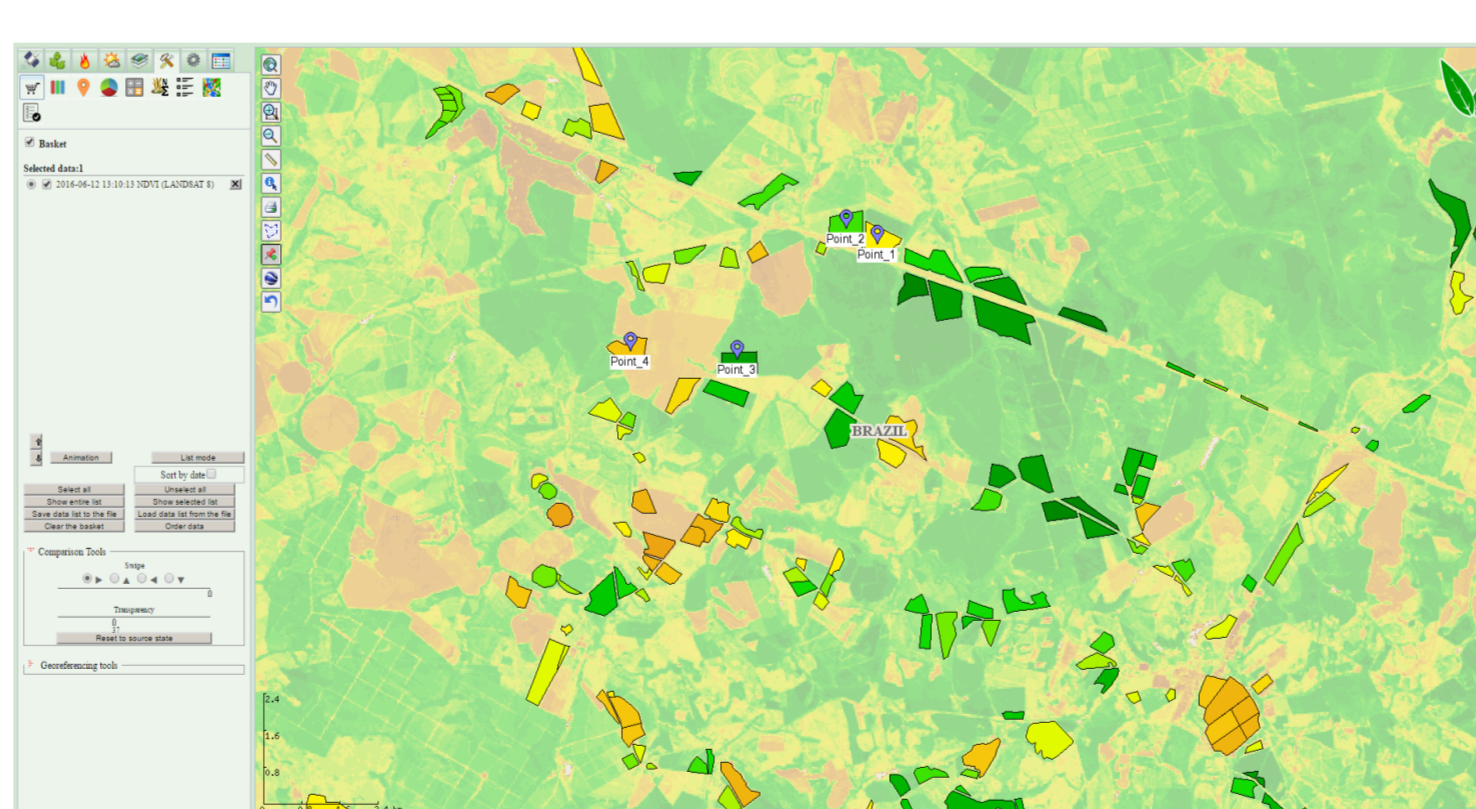 Basket
Selected data:1
2016-06-12 13:10:13 NDVI (LANDSAT 8)
Animation
List mode
Sort by date
Select all
Unselect all
Show entire list
Show selected list
Save data list to the file
Load data list from the file
Clear the basket
Order data
Comparison Tools
Swipe
0
Transparency
0
37
Reset to source state
Georeferencing tools
Point_2
Point_1
Point_4
Point_3
BRAZIL
2.4
1.6
0.8